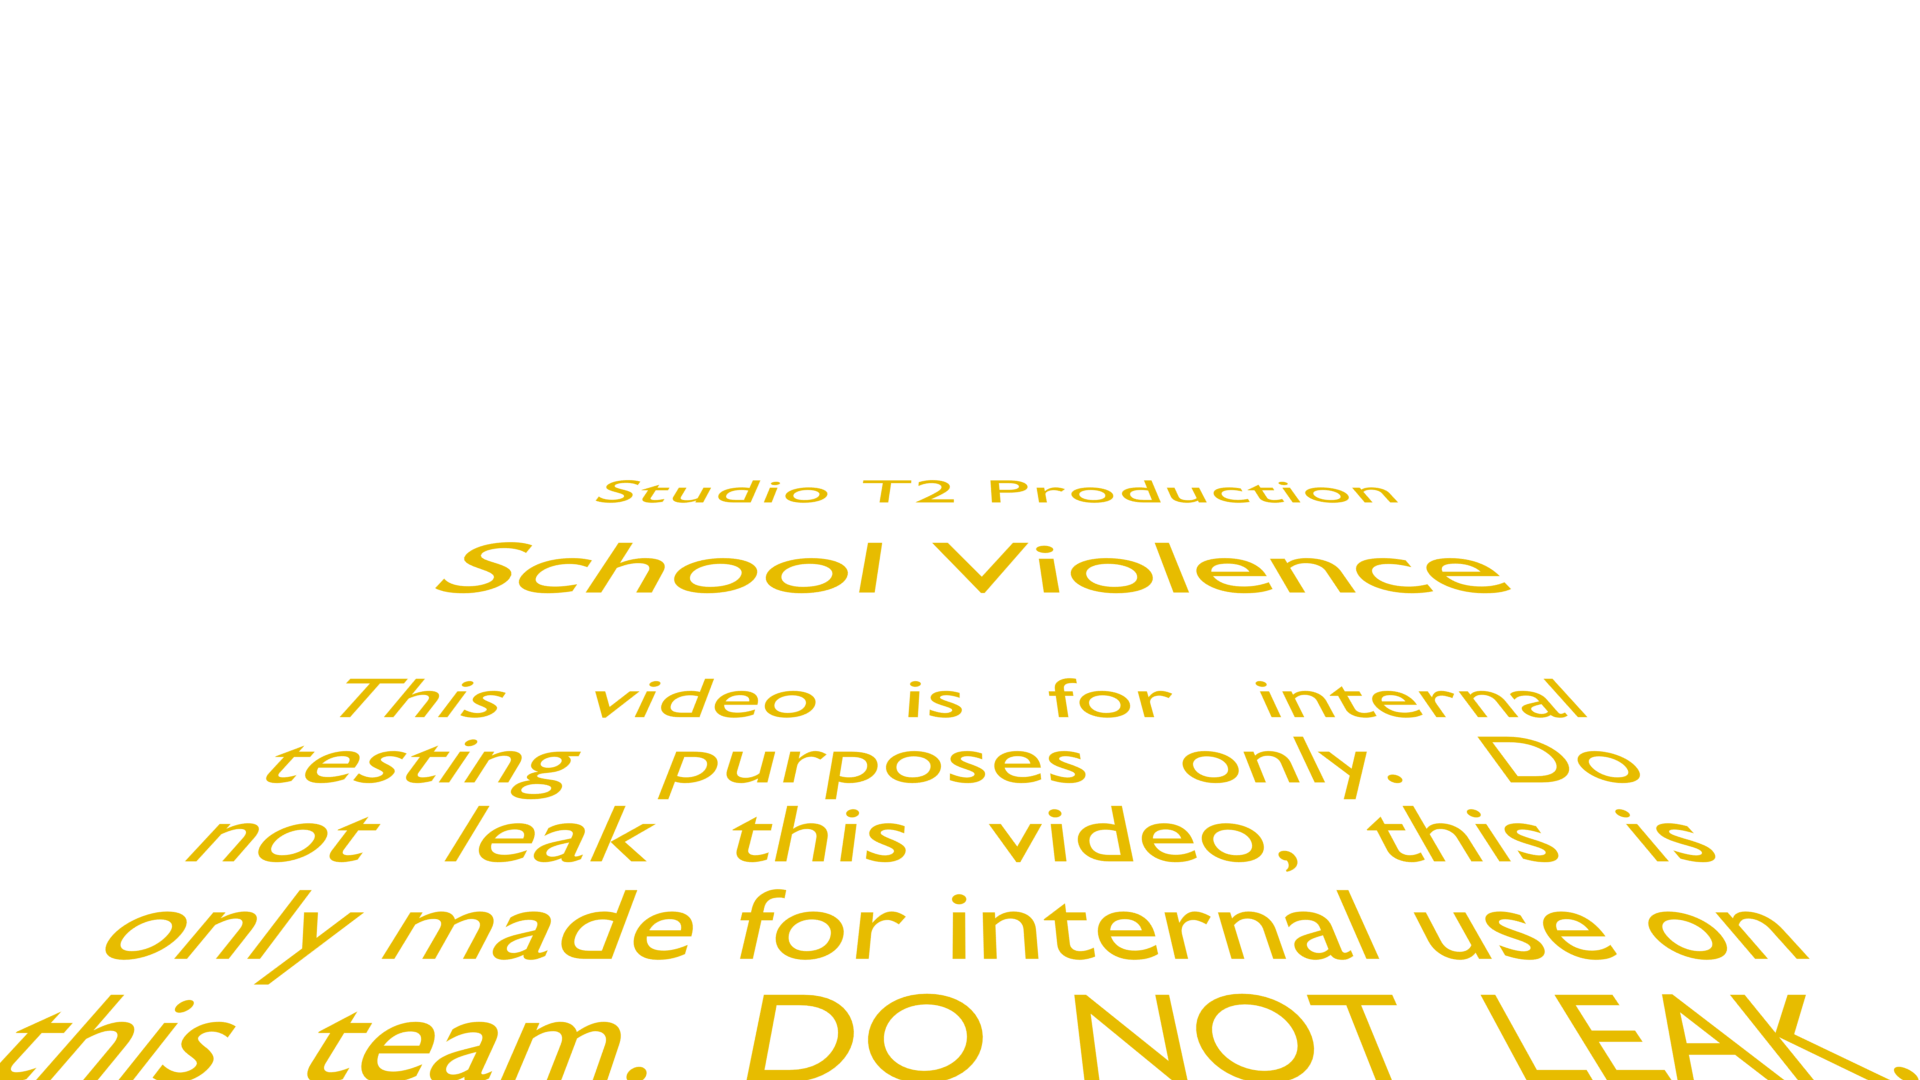 Studio T2 Production
School Violence
This video is for internal
testing purposes only. Do
not leak this video, this is
only made for internal use on
this team. DO NOT LEAK.